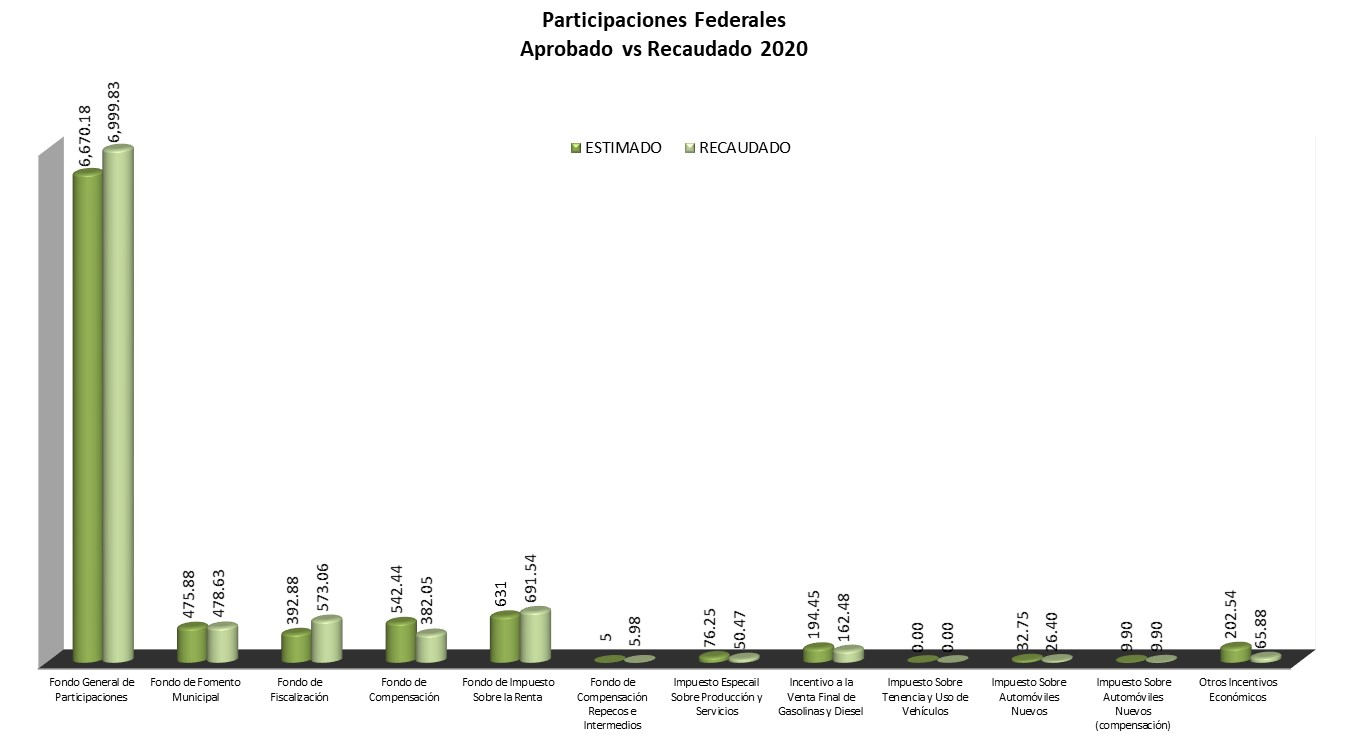 Participaciones Federales
Aprobado vs Recaudado 2020
ESTIMADO
RECAUDADO
6,670.18
6,999.83
475.88
478.63
392.88
573.06
542.44
382.05
631
691.54
5
5.98
76.25
50.47
194.45
162.48
0.00
0.00
32.75
26.40
9.90
9.90
202.54
65.88
Fondo General de
Participaciones
Fondo de Fomento
Municipal
Fondo de
Fiscalización
Fondo de
Compensación
Fondo de Impuesto
Sobre la Renta
Fondo de
Compensación
Repecos e
Intermedios
Impuesto Especail
Sobre Producción y
Servicios
Incentivo a la
Venta Final de
Gasolinas y Diesel
Impuesto Sobre
Tenencia y Uso de
Vehículos
Impuesto Sobre
Automóviles
Nuevos
Impuesto Sobre
Automóviles
Nuevos
(compensación)
Otros Incentivos
Económicos